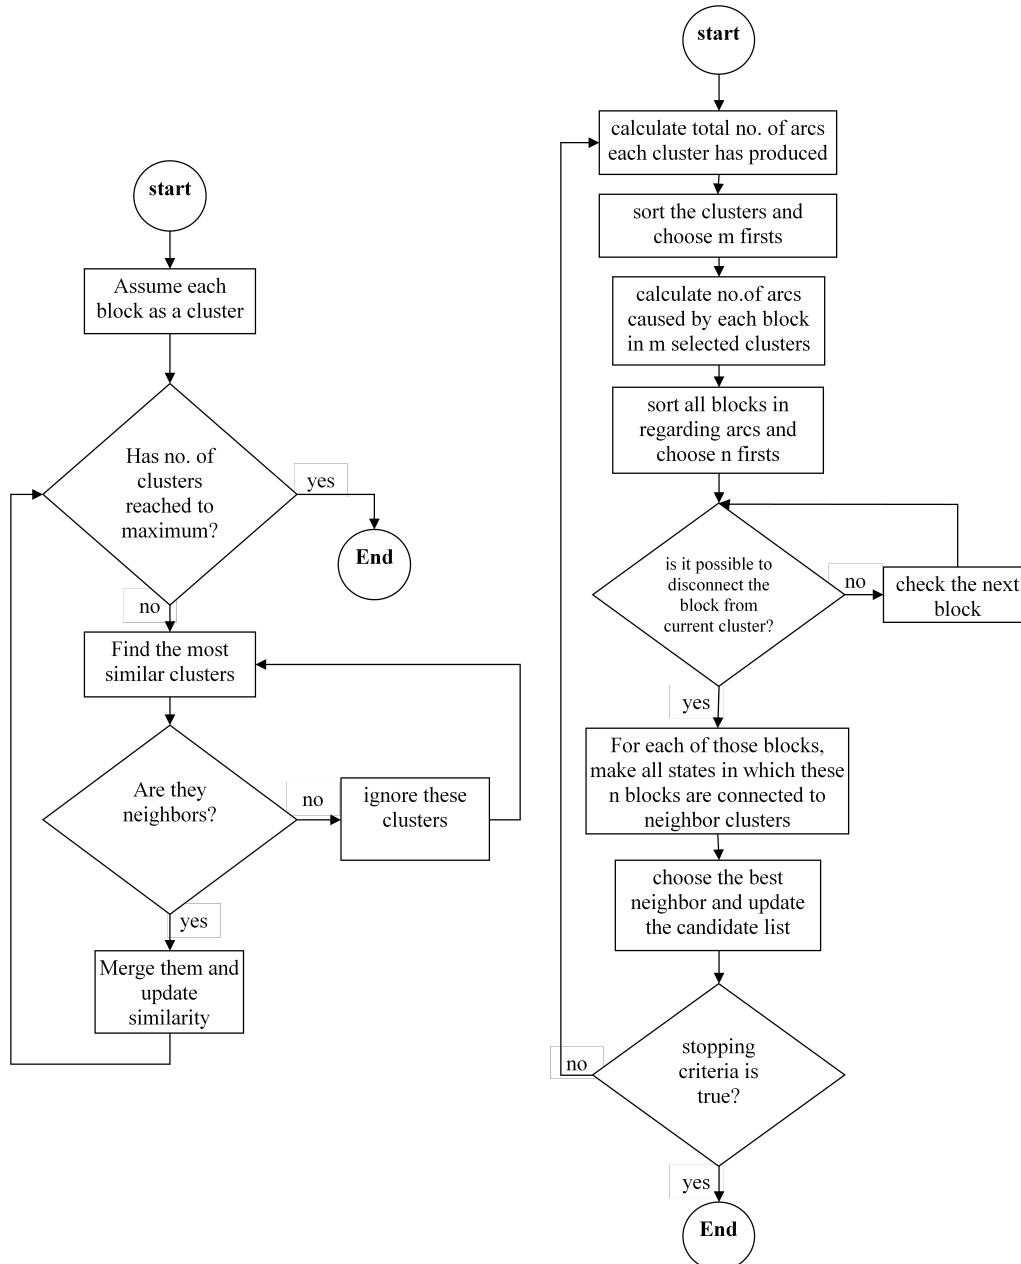 start
Assume each
block as a cluster
Has no. of
clusters
reached to
maximum?
yes
End
no
Find the most
similar clusters
Are they
neighbors?
no
ignore these
clusters
yes
Merge them and
update
similarity
start
calculate total no. of arcs
each cluster has produced
sort the clusters and
choose m firsts
calculate no.of arcs
caused by each block
in m selected clusters
sort all blocks in
regarding arcs and
choose n firsts
is it possible to
disconnect the
block from
current cluster?
no
check the next
block
yes
For each of those blocks,
make all states in which these
n blocks are connected to
neighbor clusters
choose the best
neighbor and update
the candidate list
stopping
criteria is
true?
no
yes
End